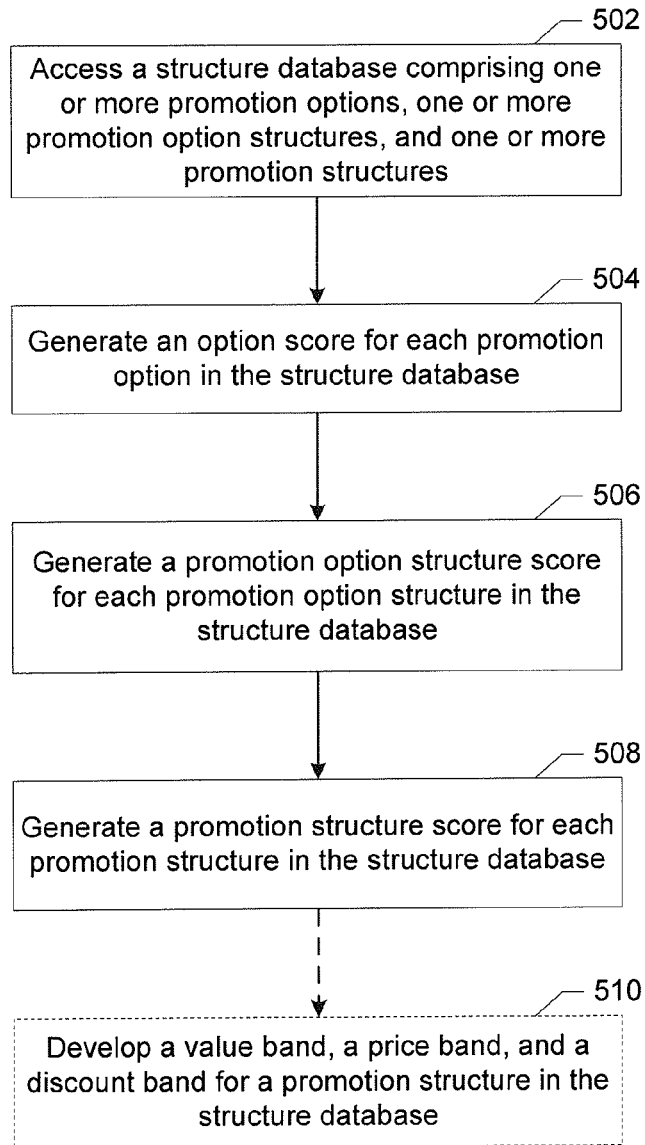 502
Access a structure database comprising one
or more promotion options, one or more
promotion option structures, and one or more
promotion structures
504
Generate an option score for each promotion
option in the structure database
506
Generate a promotion option structure score
for each promotion option structure in the
structure database
508
Generate a promotion structure score for each
promotion structure in the structure database
510
Develop a value band, a price band, and a
discount band for a promotion structure in the
structure database